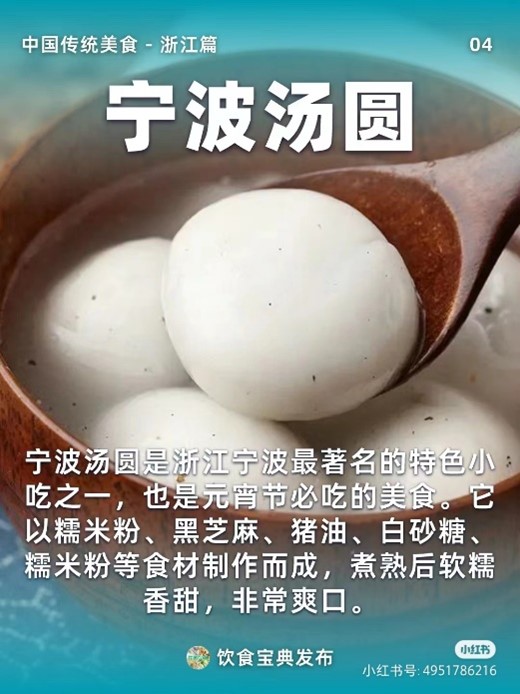 中国传统美食 - 浙江篇
04
宁波汤圆
宁波汤圆是浙江宁波最著名的特色小
吃之一，也是元宵节必吃的美食。它
以糯米粉、黑芝麻、猪油、白砂糖、
糯米粉等食材制作而成，煮熟后软糯
香甜，非常爽口。
饮食宝典发布
小红书
小红书号: 4951786216